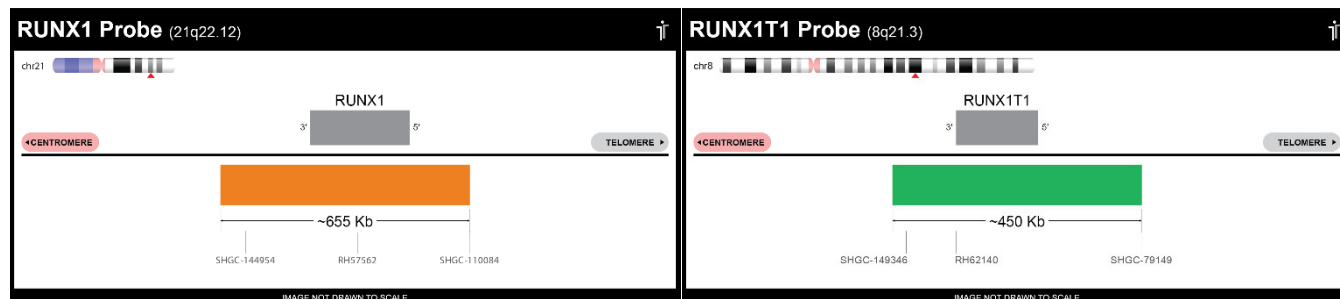 RUNX1 Probe (21q22.12)
chr21
RUNX1
3' 5'
◂CENTROMERE TELOMERE ▸
~655 Kb
SHGC-144954 RH57562 SHGC-110084
IMAGE NOT DRAWN TO SCALE
RUNX1T1 Probe (8q21.3)
chr8
RUNX1T1
3' 5'
◂CENTROMERE TELOMERE ▸
~450 Kb
SHGC-149346 RH62140 SHGC-79149
IMAGE NOT DRAWN TO SCALE